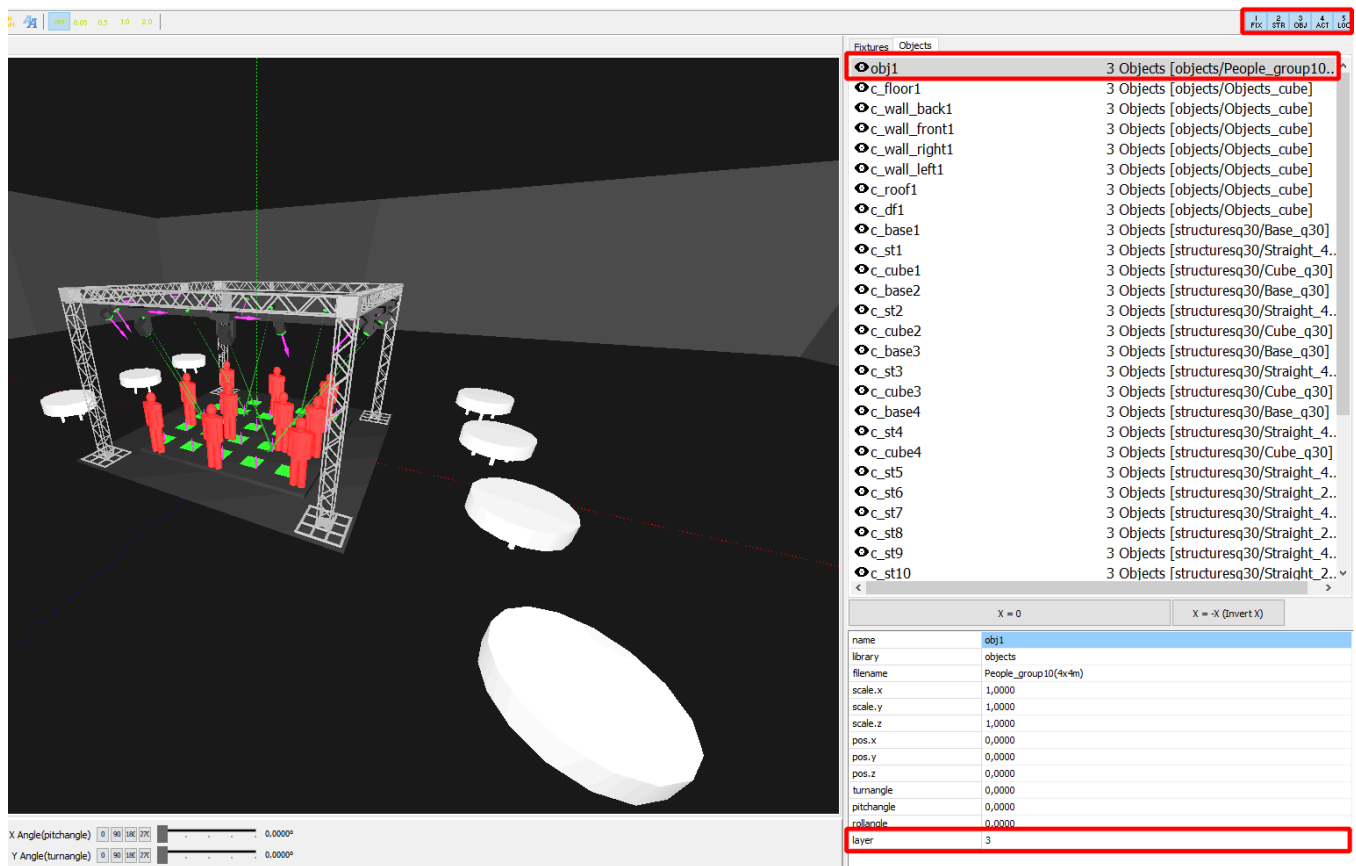 OFF 0.05 0.5 1.0 2.0
1 FIX 2 STR 3 OBJ 4 ACT 5 LOC
Fixtures Objects
obj1 3 Objects [objects/People_group10..
c_floor1 3 Objects [objects/Objects_cube]
c_wall_back1 3 Objects [objects/Objects_cube]
c_wall_front1 3 Objects [objects/Objects_cube]
c_wall_right1 3 Objects [objects/Objects_cube]
c_wall_left1 3 Objects [objects/Objects_cube]
c_roof1 3 Objects [objects/Objects_cube]
c_df1 3 Objects [objects/Objects_cube]
c_base1 3 Objects [structuresq30/Base_q30]
c_st1 3 Objects [structuresq30/Straight_4..
c_cube1 3 Objects [structuresq30/Cube_q30]
c_base2 3 Objects [structuresq30/Base_q30]
c_st2 3 Objects [structuresq30/Straight_4..
c_cube2 3 Objects [structuresq30/Cube_q30]
c_base3 3 Objects [structuresq30/Base_q30]
c_st3 3 Objects [structuresq30/Straight_4..
c_cube3 3 Objects [structuresq30/Cube_q30]
c_base4 3 Objects [structuresq30/Base_q30]
c_st4 3 Objects [structuresq30/Straight_4..
c_cube4 3 Objects [structuresq30/Cube_q30]
c_st5 3 Objects [structuresq30/Straight_4..
c_st6 3 Objects [structuresq30/Straight_2..
c_st7 3 Objects [structuresq30/Straight_4..
c_st8 3 Objects [structuresq30/Straight_2..
c_st9 3 Objects [structuresq30/Straight_4..
c_st10 3 Objects [structuresq30/Straight_2..
X = 0 X = -X (Invert X)
name obj1
library objects
filename People_group10(4x4m)
scale.x 1,0000
scale.y 1,0000
scale.z 1,0000
pos.x 0,0000
pos.y 0,0000
pos.z 0,0000
turnangle 0,0000
pitchangle 0,0000
rollangle 0,0000
layer 3
X Angle(pitchangle) 0 90 180 270 0,0000°
Y Angle(turnangle) 0 90 180 270 0,0000°